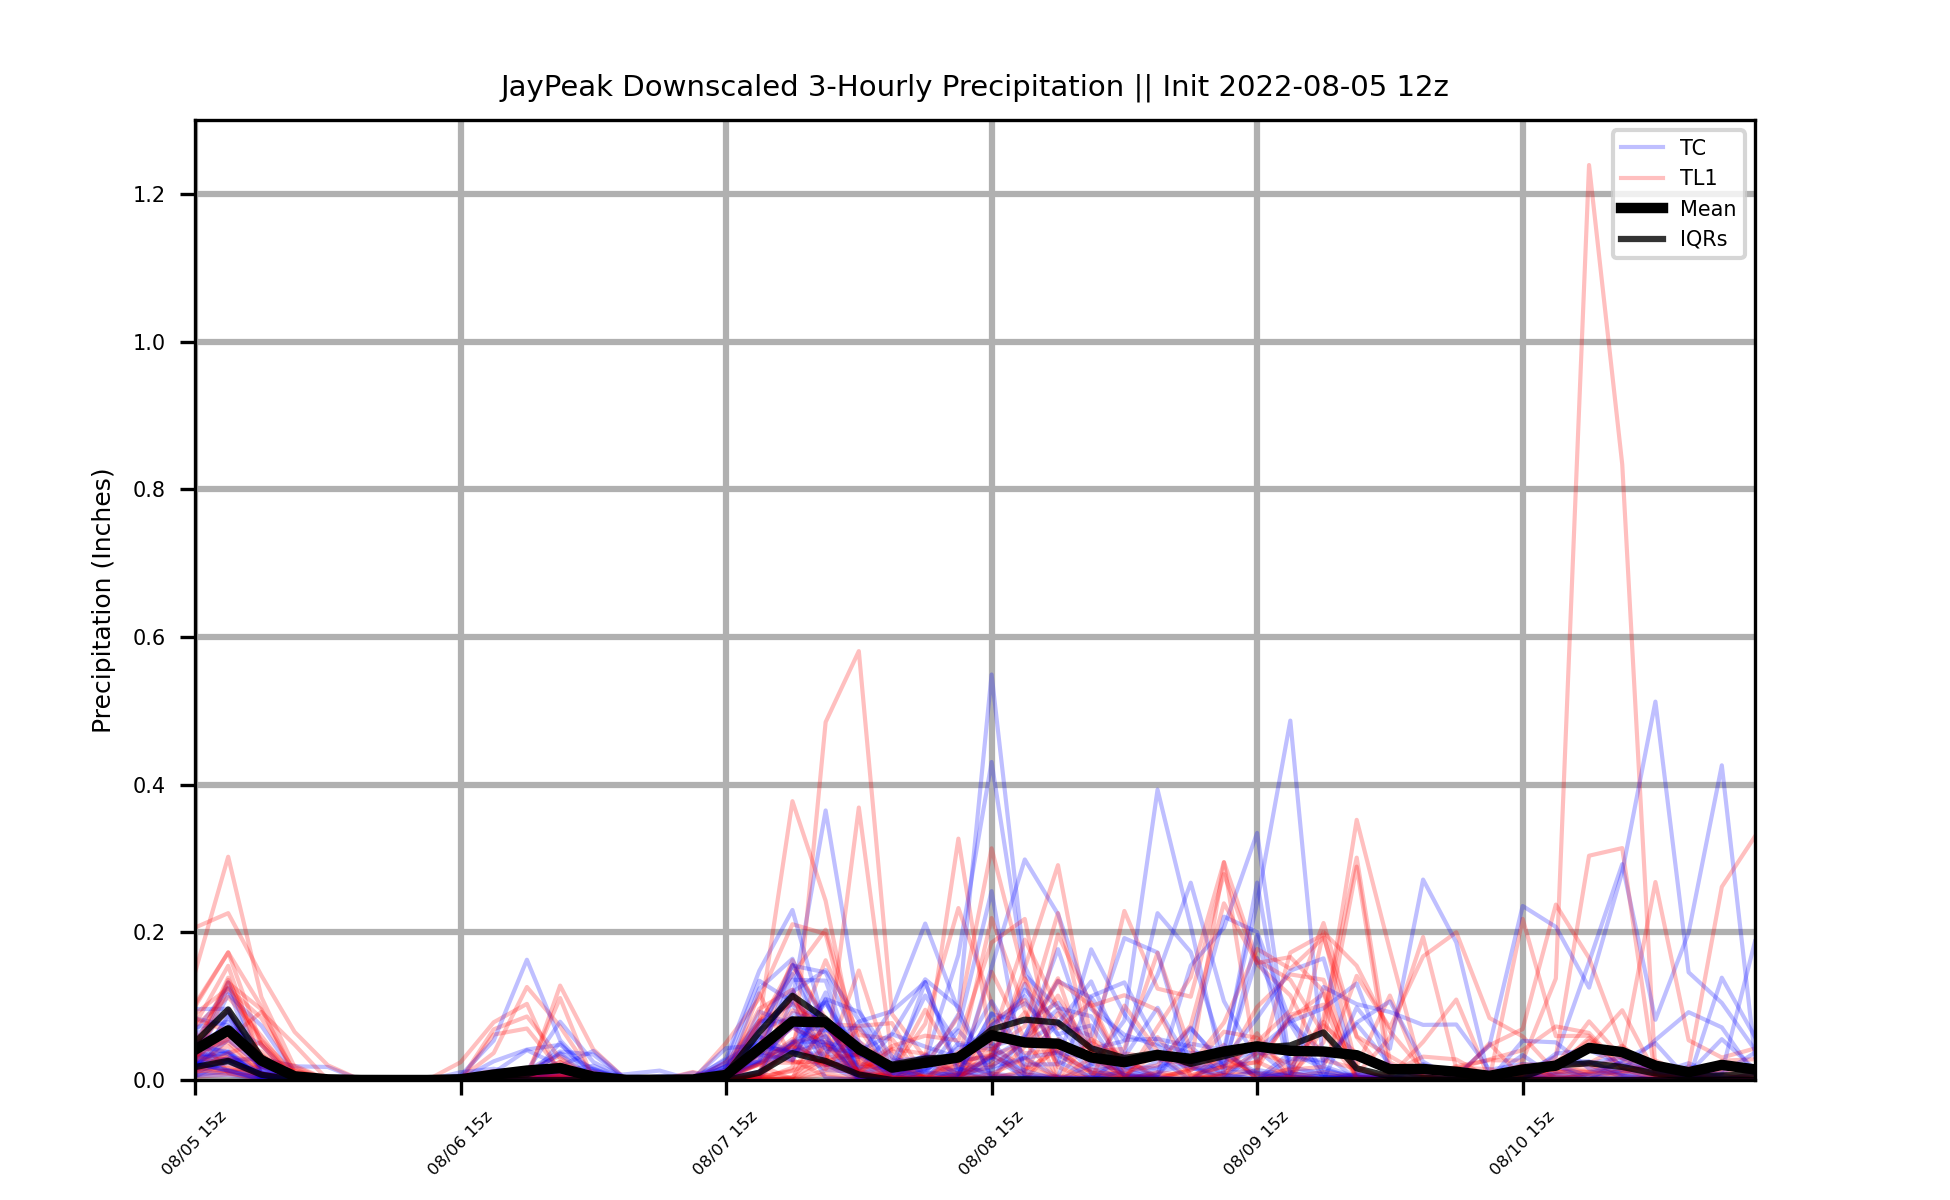 JayPeak Downscaled 3-Hourly Precipitation || Init 2022-08-05 12z
TC
TL1
Mean
IQRs
Precipitation (Inches)
1.2
1.0
0.8
0.6
0.4
0.2
0.0
08/05 15z
08/06 15z
08/07 15z
08/08 15z
08/09 15z
08/10 15z